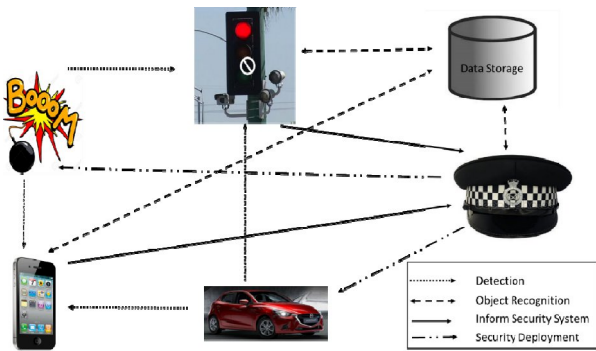 BOOOM
Data Storage
Detection
Object Recognition
Inform Security System
Security Deployment